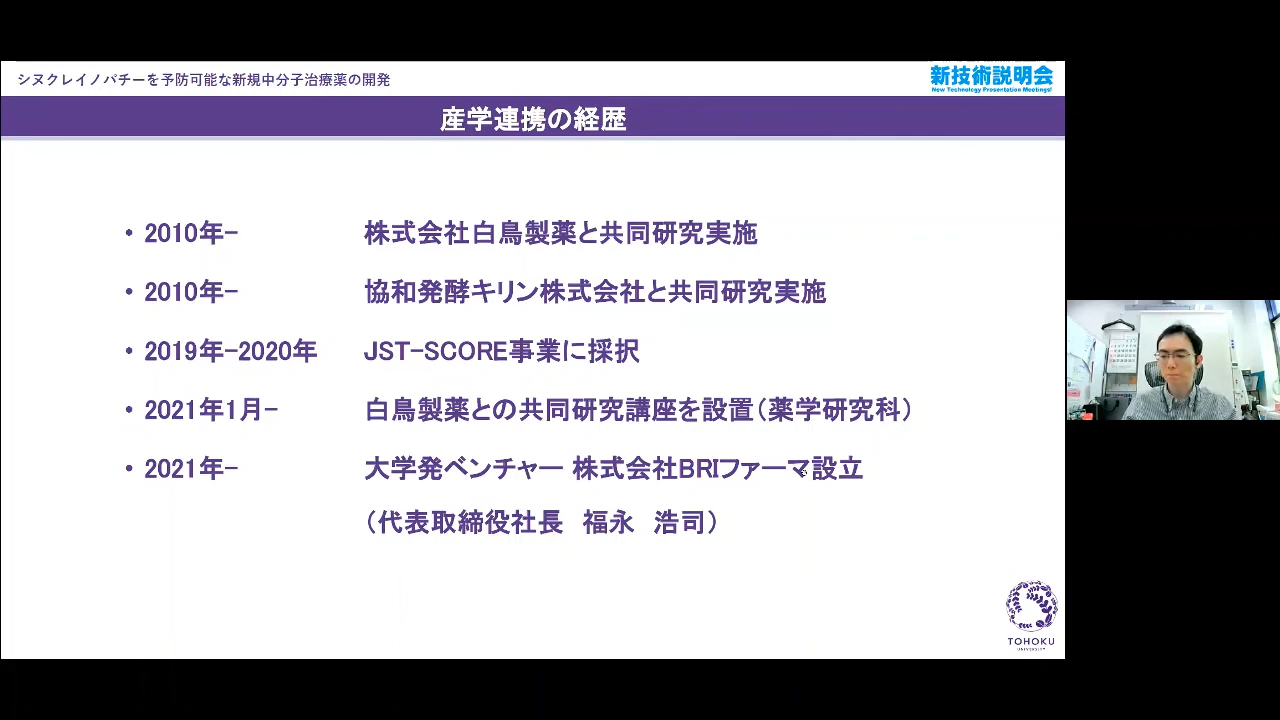 シヌクレイノパチーを予防可能な新規中分子治療薬の開発
新技術説明会
New Technology Presentation Meetings!
産学連携の経歴
• 2010年- 株式会社白鳥製薬と共同研究実施
• 2010年- 協和発酵キリン株式会社と共同研究実施
• 2019年-2020年 JST-SCORE事業に採択
• 2021年1月- 白鳥製薬との共同研究講座を設置(薬学研究科)
• 2021年- 大学発ベンチャー 株式会社BRIファーマ設立
(代表取締役社長 福永 浩司)
TOHOKU
UNIVERSITY